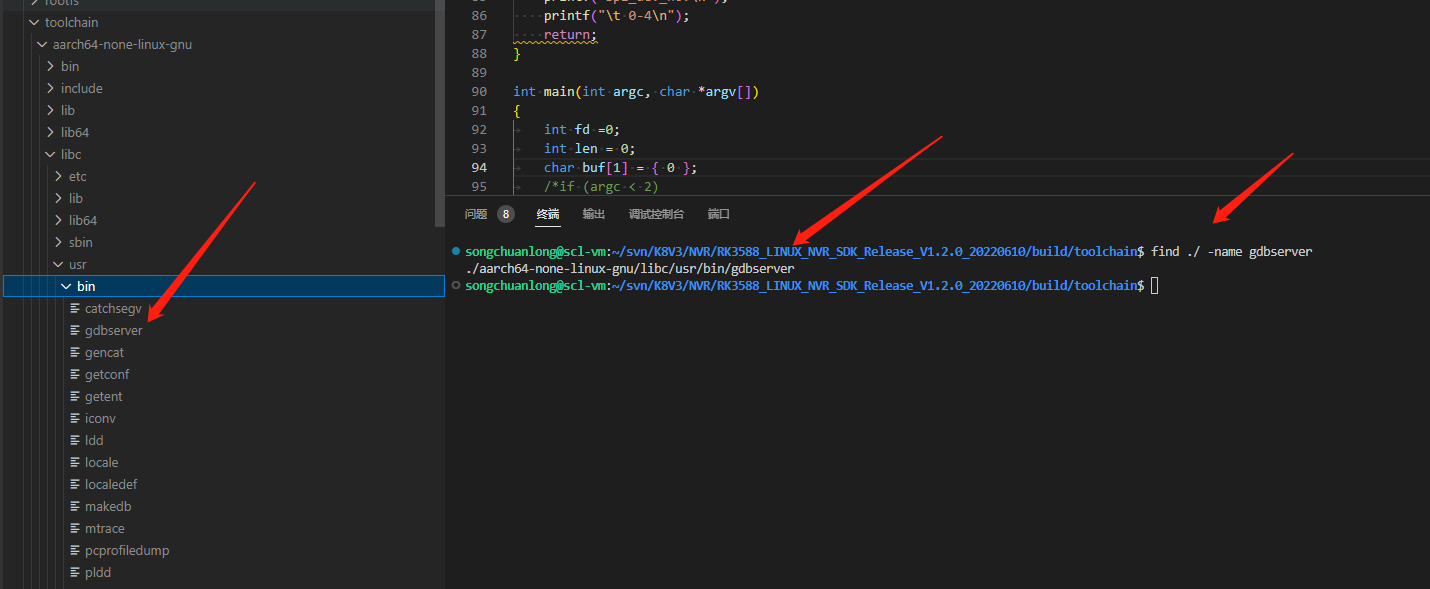 rootfs
toolchain
aarch64-none-linux-gnu
bin
include
lib
lib64
libc
etc
lib
lib64
sbin
usr
bin
catchsegv
gdbserver
gencat
getconf
getent
iconv
ldd
locale
localedef
makedb
mtrace
pcprofiledump
pldd
86 printf("\t 0-4\n");
87 return;
88 }
89
90 int main(int argc, char *argv[])
91 {
92 int fd =0;
93 int len = 0;
94 char buf[1] = { 0 };
95 /*if (argc < 2)
问题 8 终端 输出 调试控制台 端口
songchuanlong@scl-vm:~/svn/K8V3/NVR/RK3588_LINUX_NVR_SDK_Release_V1.2.0_20220610/build/toolchain$ find ./ -name gdbserver
./aarch64-none-linux-gnu/libc/usr/bin/gdbserver
songchuanlong@scl-vm:~/svn/K8V3/NVR/RK3588_LINUX_NVR_SDK_Release_V1.2.0_20220610/build/toolchain$